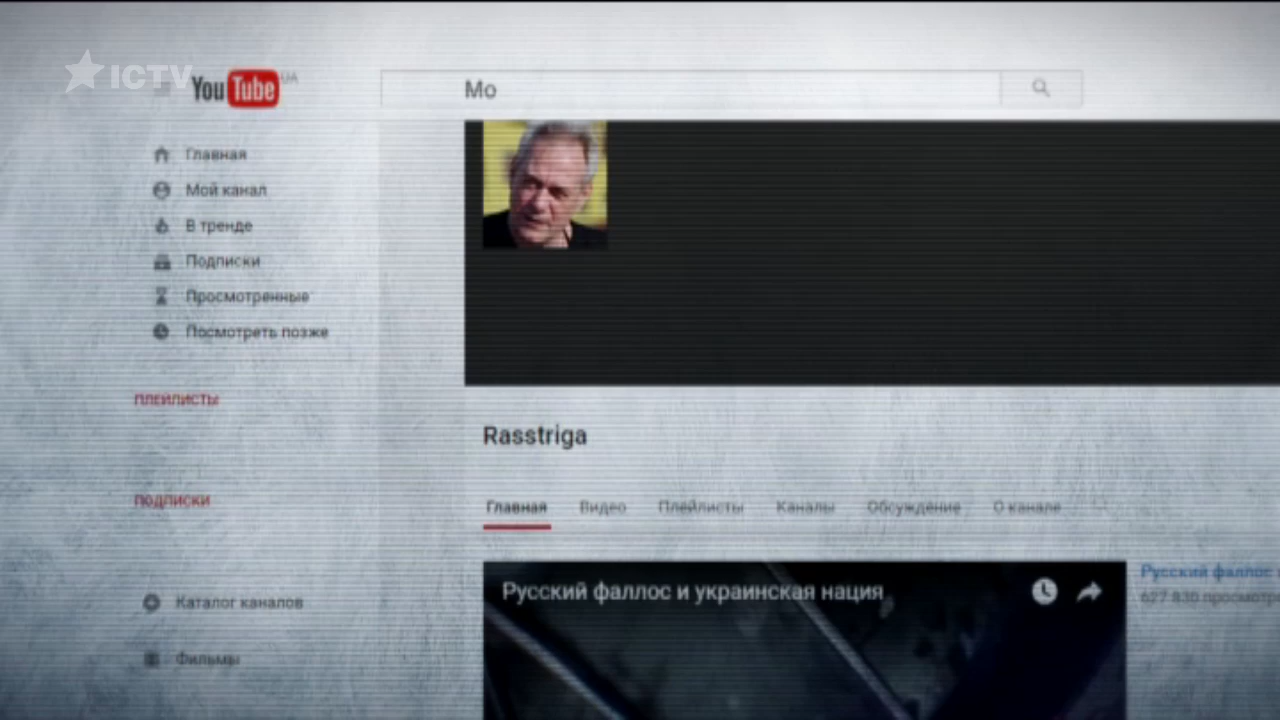 ICTV
YouTube UA
Mo
Главная
Мой канал
В тренде
Подписки
Просмотренные
Посмотреть позже
ПЛЕЙЛИСТЫ
Rasstriga
ПОДПИСКИ
Главная Видео Плейлисты Каналы Обсуждение О канале
Русский фаллос и украинская нация
Русский фаллос
627 830 просмотр
Каталог каналов
Фильмы